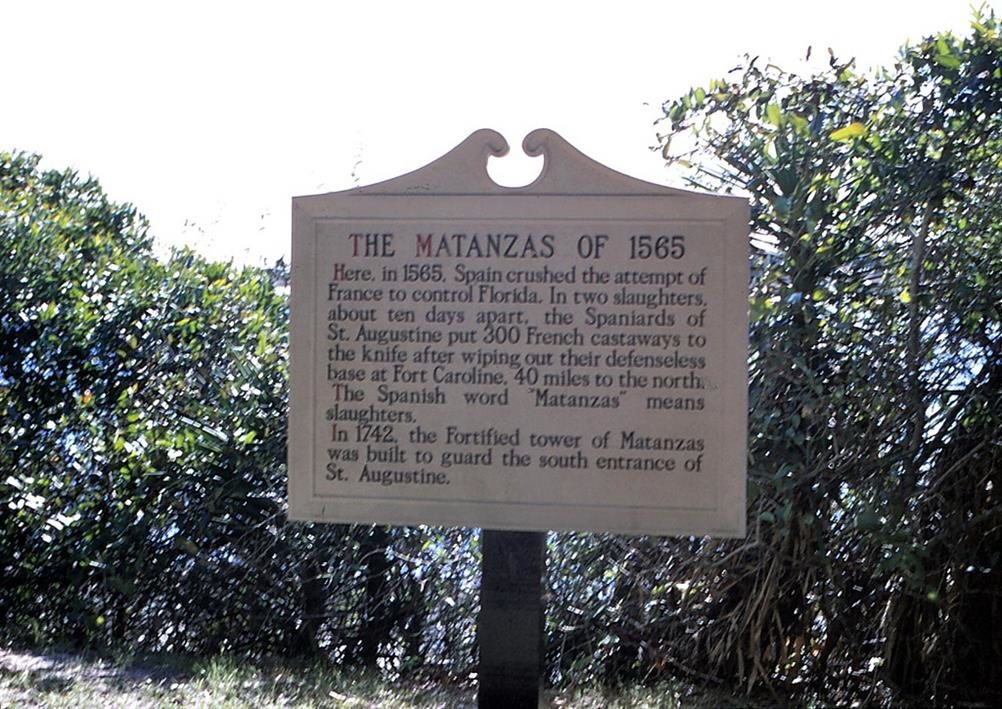 THE MATANZAS OF 1565
Here, in 1565, Spain crushed the attempt of
France to control Florida. In two slaughters,
about ten days apart, the Spaniards of
St. Augustine put 300 French castaways to
the knife after wiping out their defenseless
base at Fort Caroline, 40 miles to the north.
The Spanish word "Matanzas" means
slaughters.
In 1742, the Fortified tower of Matanzas
was built to guard the south entrance of
St. Augustine.